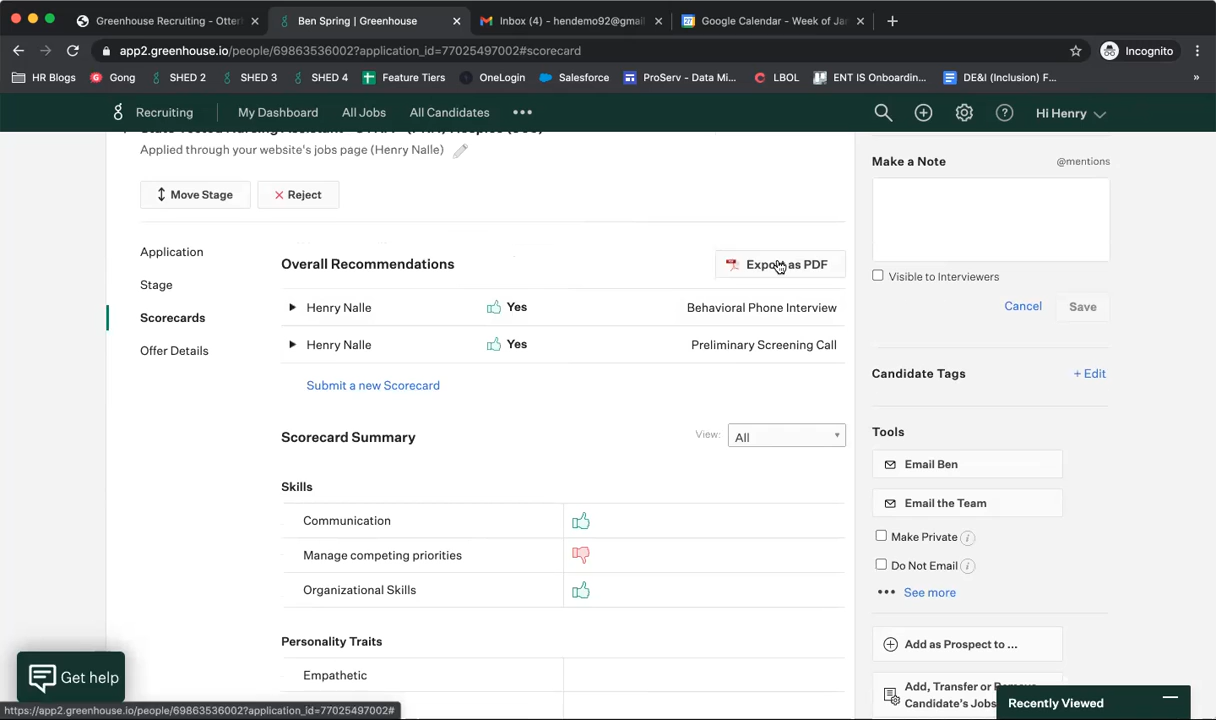 Greenhouse Recruiting - Otter
Ben Spring | Greenhouse
Inbox (4) - hendemo92@gmail
Google Calendar - Week of Ja
app2.greenhouse.io/people/69863536002?application_id=77025497002#scorecard
Incognito
HR Blogs
Gong
SHED 2
SHED 3
SHED 4
Feature Tiers
OneLogin
Salesforce
ProServ - Data Mi...
LBOL
ENT IS Onboardin...
DE&I (Inclusion) F...
»
Recruiting
My Dashboard
All Jobs
All Candidates
Hi Henry
Applied through your website's jobs page (Henry Nalle)
Move Stage
Reject
Application
Stage
Scorecards
Offer Details
Overall Recommendations
Export as PDF
Henry Nalle Yes Behavioral Phone Interview
Henry Nalle Yes Preliminary Screening Call
Submit a new Scorecard
Scorecard Summary
View: All
Skills
Communication
Manage competing priorities
Organizational Skills
Personality Traits
Empathetic
Make a Note
@mentions
Visible to Interviewers
Cancel
Save
Candidate Tags
+ Edit
Tools
Email Ben
Email the Team
Make Private
Do Not Email
••• See more
Add as Prospect to ...
Add, Transfer or
Candidate's Jobs
Recently Viewed
Get help
https://app2.greenhouse.io/people/69863536002?application_id=77025497002#